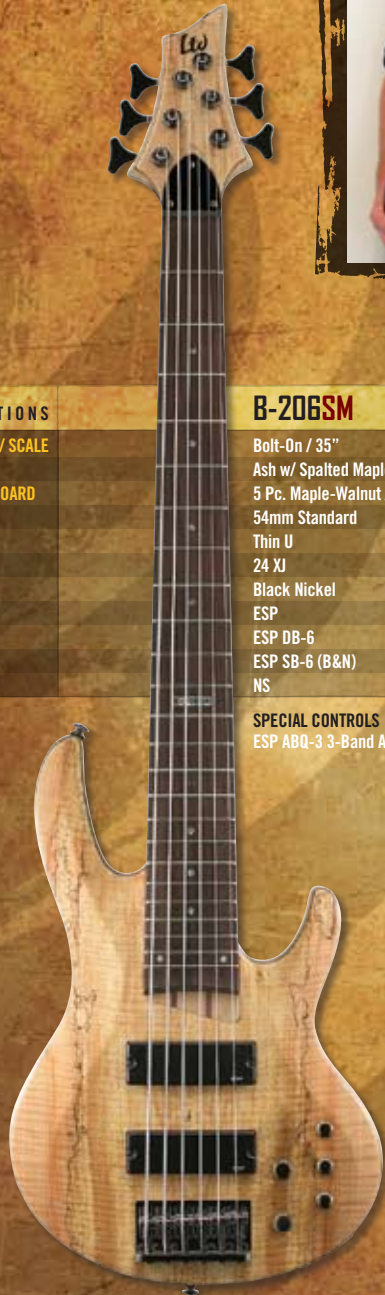 Ltd
TIONS
/ SCALE
OARD
B-206SM
Bolt-On / 35”
Ash w/ Spalted Mapl
5 Pc. Maple-Walnut
54mm Standard
Thin U
24 XJ
Black Nickel
ESP
ESP DB-6
ESP SB-6 (B&N)
NS
SPECIAL CONTROLS
ESP ABQ-3 3-Band A